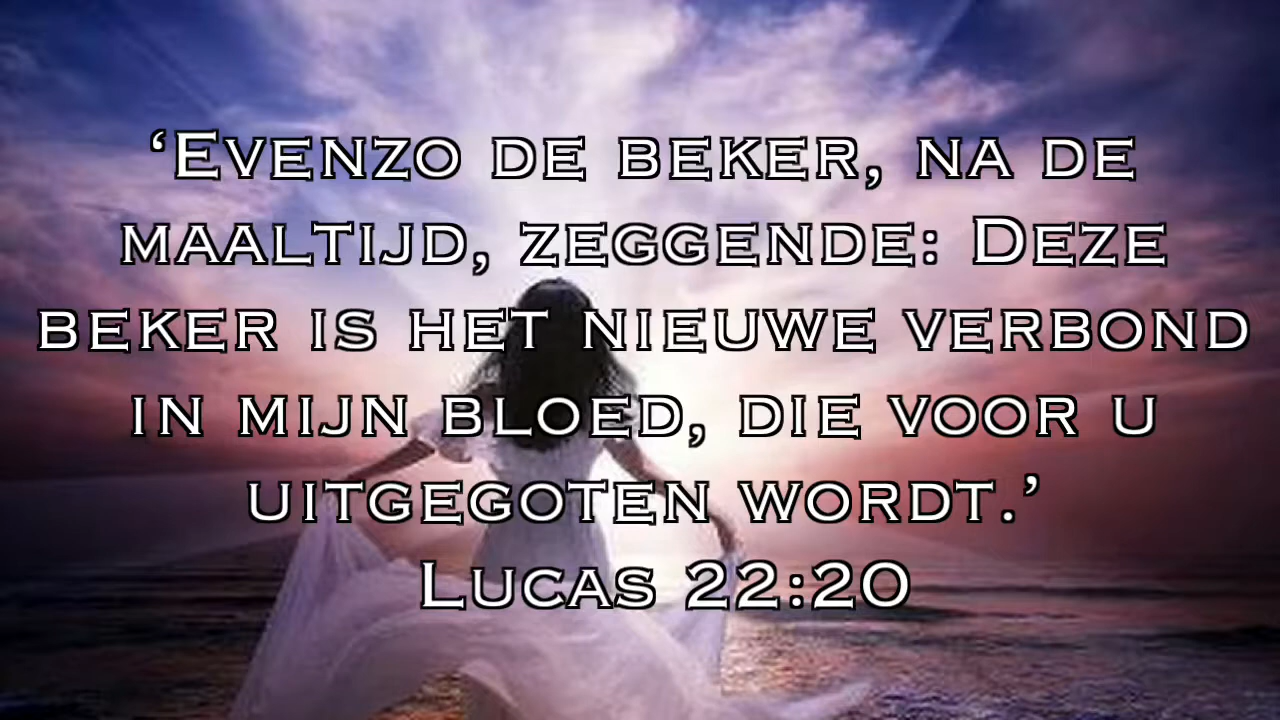 ‘Evenzo de beker, na de
maaltijd, zeggende: Deze
beker is het nieuwe verbond
in mijn bloed, die voor u
uitgegoten wordt.’
Lucas 22:20